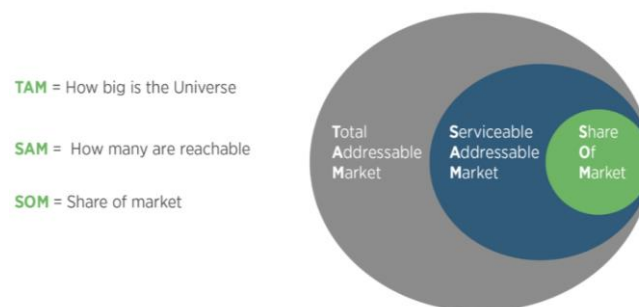 TAM = How big is the Universe
SAM = How many are reachable
SOM = Share of market
Total
Addressable
Market
Serviceable
Addressable
Market
Share
Of
Market